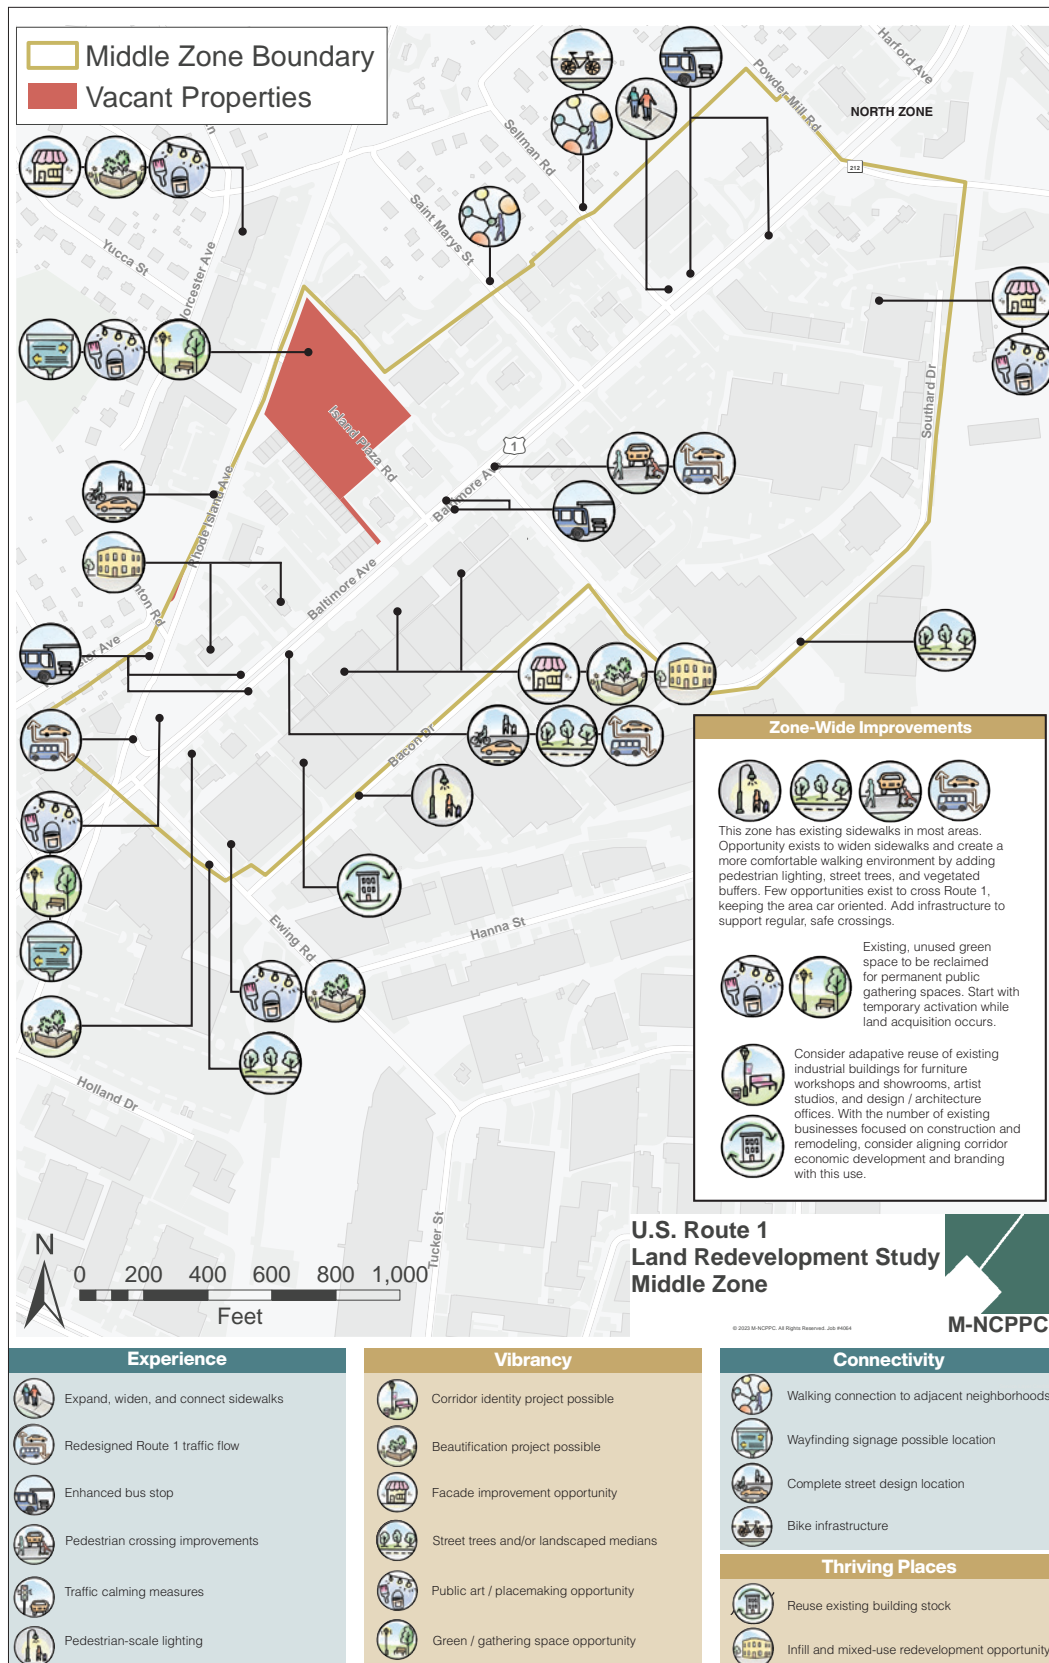 Middle Zone Boundary
Vacant Properties
Harford Ave
Powder Mill Rd
NORTH ZONE
212
Sellman Rd
Saint Marys St
Yucca St
Worcester Ave
Southard Dr
Island Plaza Rd
1
Baltimore Ave
Rhode Island Ave
Baltimore Ave
nton Rd
ster Ave
Bacon Dr
Ewing Rd
Hanna St
Holland Dr
Tucker St
Zone-Wide Improvements
This zone has existing sidewalks in most areas.
Opportunity exists to widen sidewalks and create a
more comfortable walking environment by adding
pedestrian lighting, street trees, and vegetated
buffers. Few opportunities exist to cross Route 1,
keeping the area car oriented. Add infrastructure to
support regular, safe crossings.
Existing, unused green
space to be reclaimed
for permanent public
gathering spaces. Start with
temporary activation while
land acquisition occurs.
Consider adapative reuse of existing
industrial buildings for furniture
workshops and showrooms, artist
studios, and design / architecture
offices. With the number of existing
businesses focused on construction and
remodeling, consider aligning corridor
economic development and branding
with this use.
N
0 200 400 600 800 1,000
Feet
U.S. Route 1
Land Redevelopment Study
Middle Zone
© 2023 M-NCPPC. All Rights Reserved. Job #4064
M-NCPPC
Experience
Expand, widen, and connect sidewalks
Redesigned Route 1 traffic flow
Enhanced bus stop
Pedestrian crossing improvements
Traffic calming measures
Pedestrian-scale lighting
Vibrancy
Corridor identity project possible
Beautification project possible
Facade improvement opportunity
Street trees and/or landscaped medians
Public art / placemaking opportunity
Green / gathering space opportunity
Connectivity
Walking connection to adjacent neighborhoods
Wayfinding signage possible location
Complete street design location
Bike infrastructure
Thriving Places
Reuse existing building stock
Infill and mixed-use redevelopment opportunity